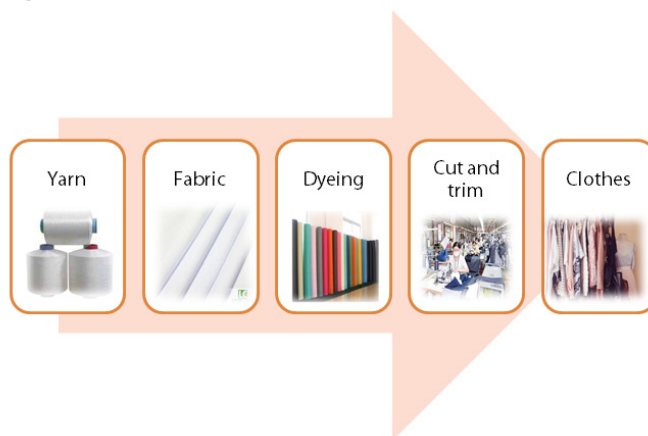 Yarn
Fabric
Dyeing
Cut and
trim
Clothes